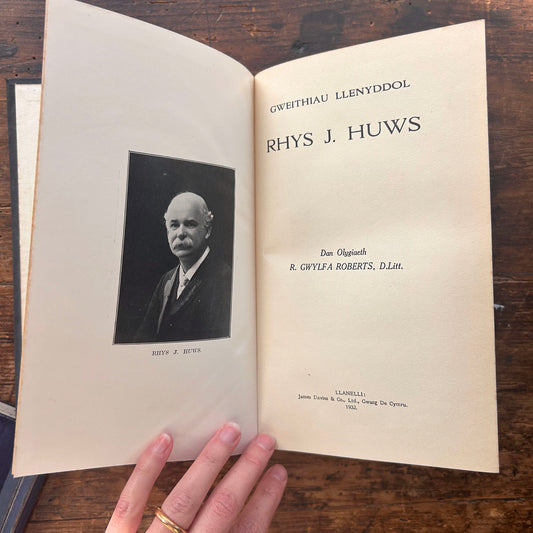 RHYS J. HUWS.
GWEITHIAU LLENYDDOL
RHYS J. HUWS
Dan Olygiaeth
R. GWYLFA ROBERTS, D.Litt.
LLANELLI:
James Davies & Co., Ltd., Gwasg De Cymru.
1932.